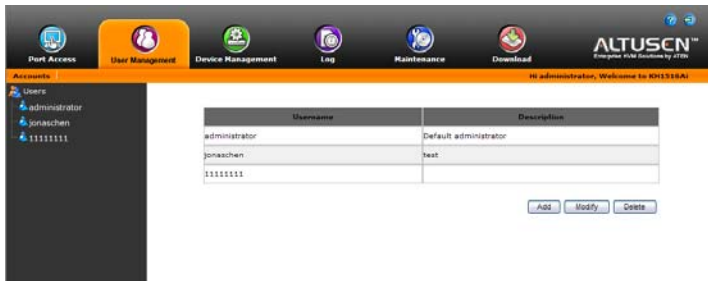 Port Access User Management Device Management Log Maintenance Download ALTUSEN™
Enterprise KVM Solutions by ATEN
Accounts Hi administrator, Welcome to KH1516Ai
Users
administrator
jonaschen
11111111
Username Description
administrator Default administrator
jonaschen test
11111111
Add Modify Delete